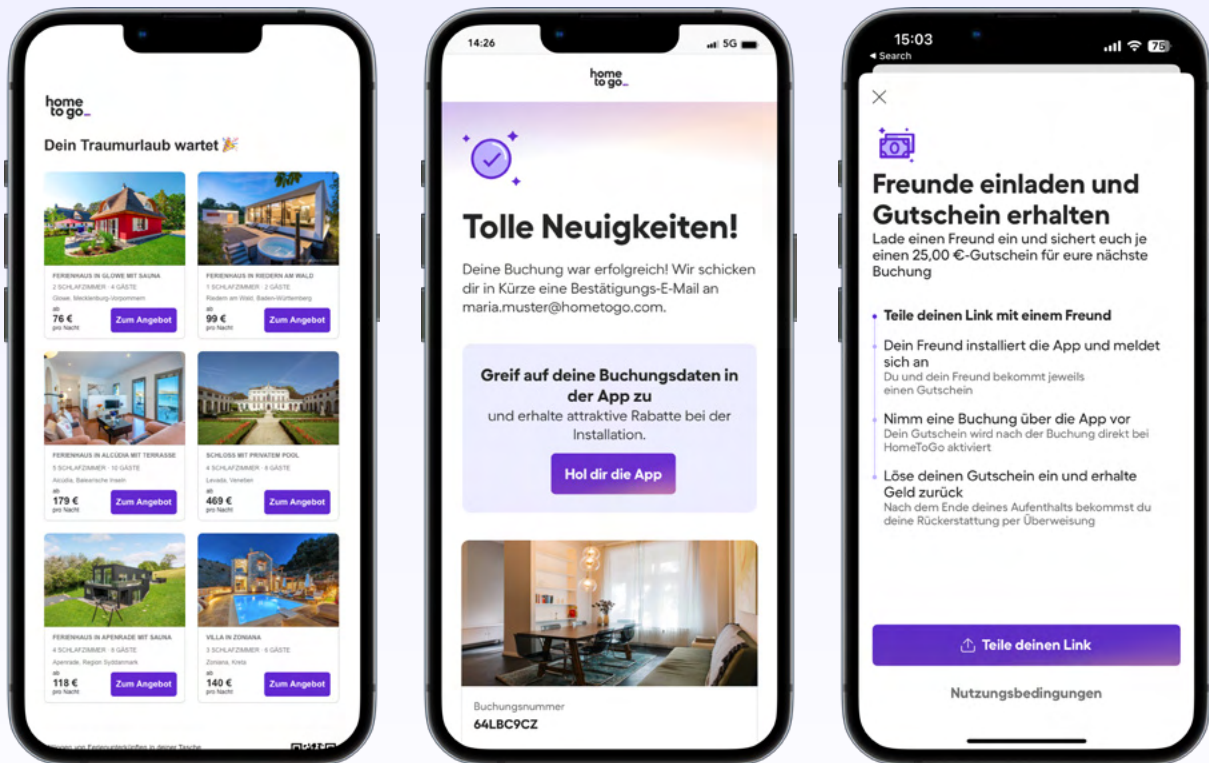 home
to go_
Dein Traumurlaub wartet 🎉
FERIENHAUS IN GLOWE MIT SAUNA
2 SCHLAFZIMMER · 4 GÄSTE
Glowe, Mecklenburg-Vorpommern
ab
76 €
pro Nacht
Zum Angebot
FERIENHAUS IN RIEDERN AM WALD
1 SCHLAFZIMMER · 2 GÄSTE
Riedern am Wald, Baden-Württemberg
ab
99 €
pro Nacht
Zum Angebot
FERIENHAUS IN ALCÚDIA MIT TERRASSE
5 SCHLAFZIMMER · 10 GÄSTE
Alcúdia, Balearische Inseln
ab
179 €
pro Nacht
Zum Angebot
SCHLOSS MIT PRIVATEM POOL
4 SCHLAFZIMMER · 8 GÄSTE
Levada, Venetien
ab
469 €
pro Nacht
Zum Angebot
FERIENHAUS IN APENRADE MIT SAUNA
4 SCHLAFZIMMER · 8 GÄSTE
Apenrade, Region Syddanmark
ab
118 €
pro Nacht
Zum Angebot
VILLA IN ZONIANA
3 SCHLAFZIMMER · 6 GÄSTE
Zoniana, Kreta
ab
140 €
pro Nacht
Zum Angebot
von Ferienunterkünften in deiner Tasche
14:26
5G
home
to go_
Tolle Neuigkeiten!
Deine Buchung war erfolgreich! Wir schicken
dir in Kürze eine Bestätigungs-E-Mail an
maria.muster@hometogo.com.
Greif auf deine Buchungsdaten in
der App zu
und erhalte attraktive Rabatte bei der
Installation.
Hol dir die App
Buchungsnummer
64LBC9CZ
15:03
75
◀ Search
Freunde einladen und
Gutschein erhalten
Lade einen Freund ein und sichert euch je
einen 25,00 €-Gutschein für eure nächste
Buchung
Teile deinen Link mit einem Freund
Dein Freund installiert die App und meldet
sich an
Du und dein Freund bekommt jeweils
einen Gutschein
Nimm eine Buchung über die App vor
Dein Gutschein wird nach der Buchung direkt bei
HomeToGo aktiviert
Löse deinen Gutschein ein und erhalte
Geld zurück
Nach dem Ende deines Aufenthalts bekommst du
deine Rückerstattung per Überweisung
Teile deinen Link
Nutzungsbedingungen